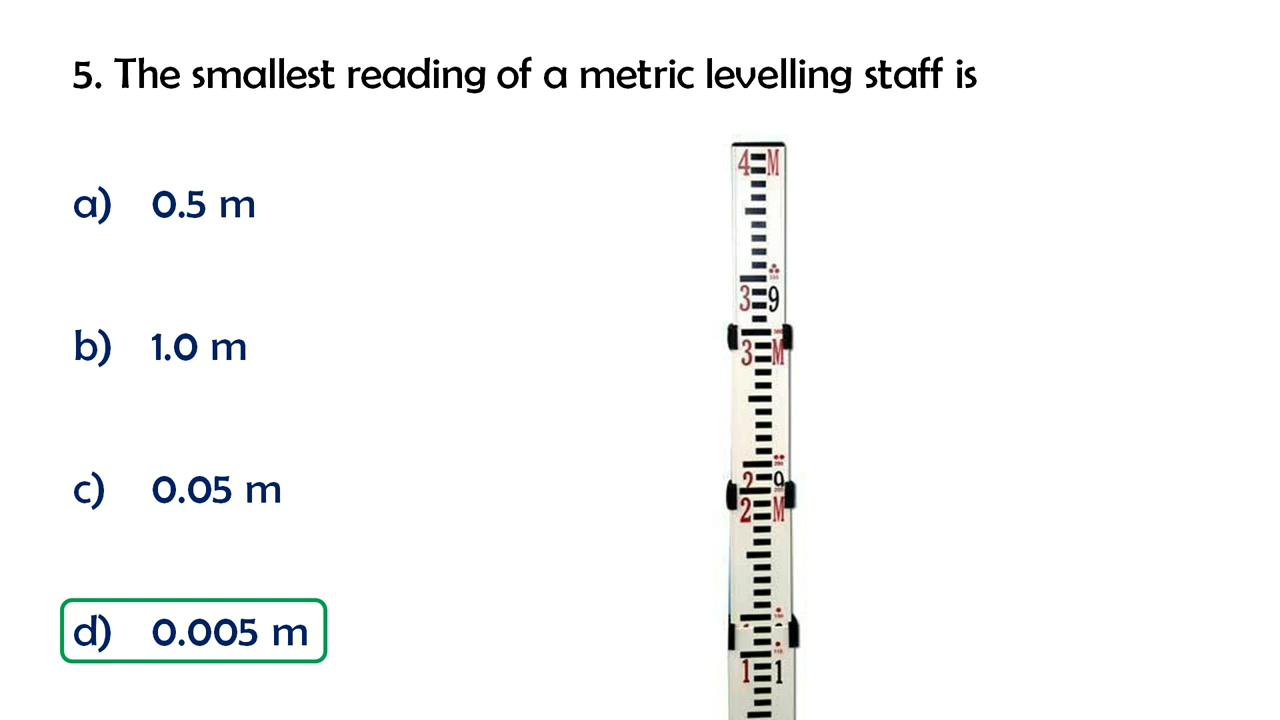 5. The smallest reading of a metric levelling staff is
a) 0.5 m
b) 1.0 m
c) 0.05 m
d) 0.005 m
4 M
3 9
3 M
2 9
2 M
1 1